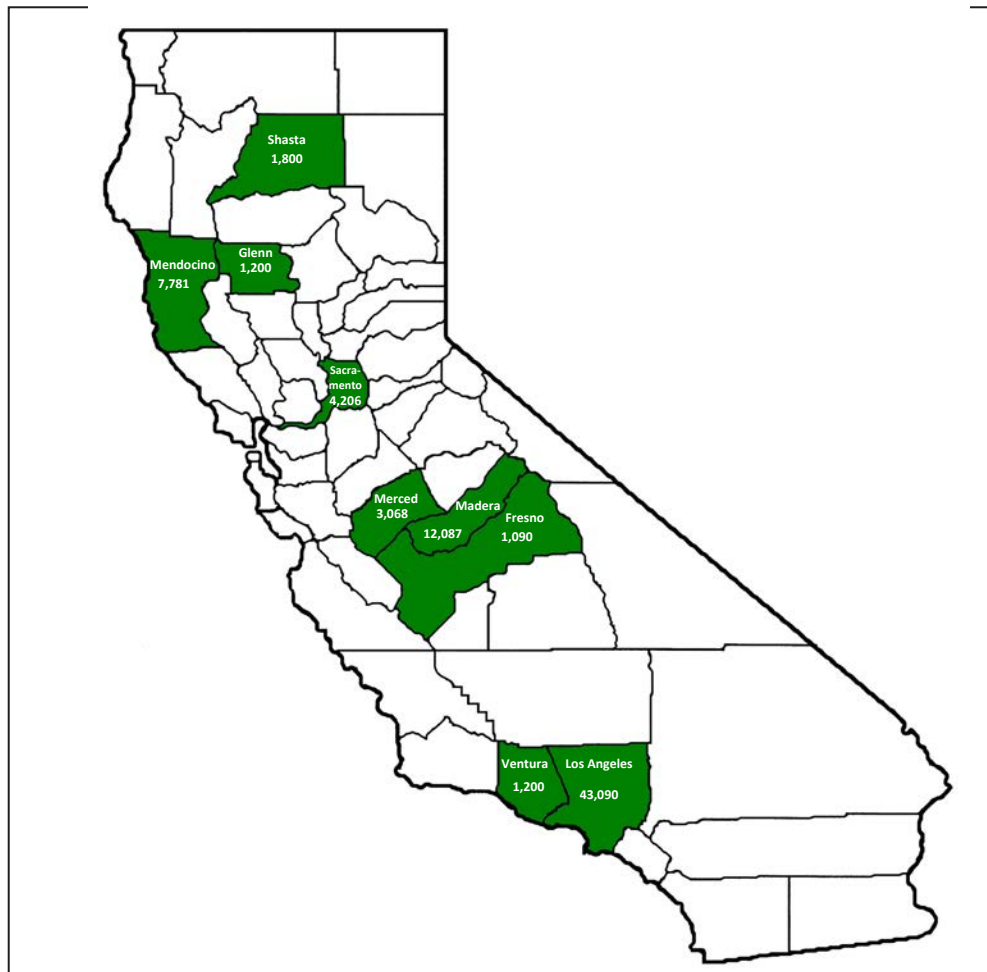 Shasta
1,800
Mendocino
7,781
Glenn
1,200
Sacra-
mento
4,206
Merced
3,068
Madera
12,087
Fresno
1,090
Ventura
1,200
Los Angeles
43,090